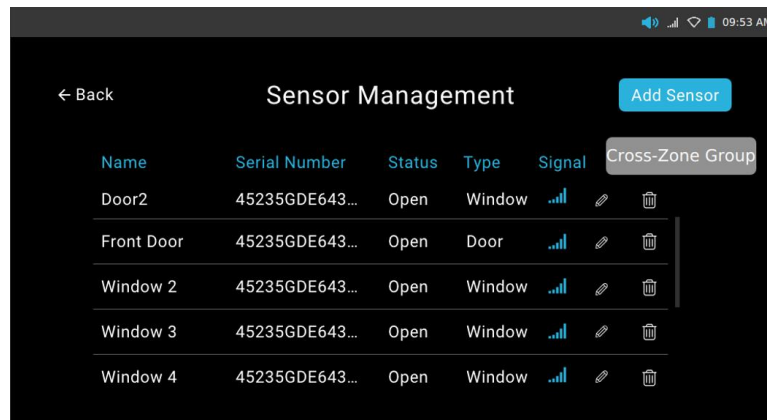 09:53 AM
← Back
Sensor Management
Add Sensor
Cross-Zone Group
Name Serial Number Status Type Signal
Door2 45235GDE643... Open Window
Front Door 45235GDE643... Open Door
Window 2 45235GDE643... Open Window
Window 3 45235GDE643... Open Window
Window 4 45235GDE643... Open Window